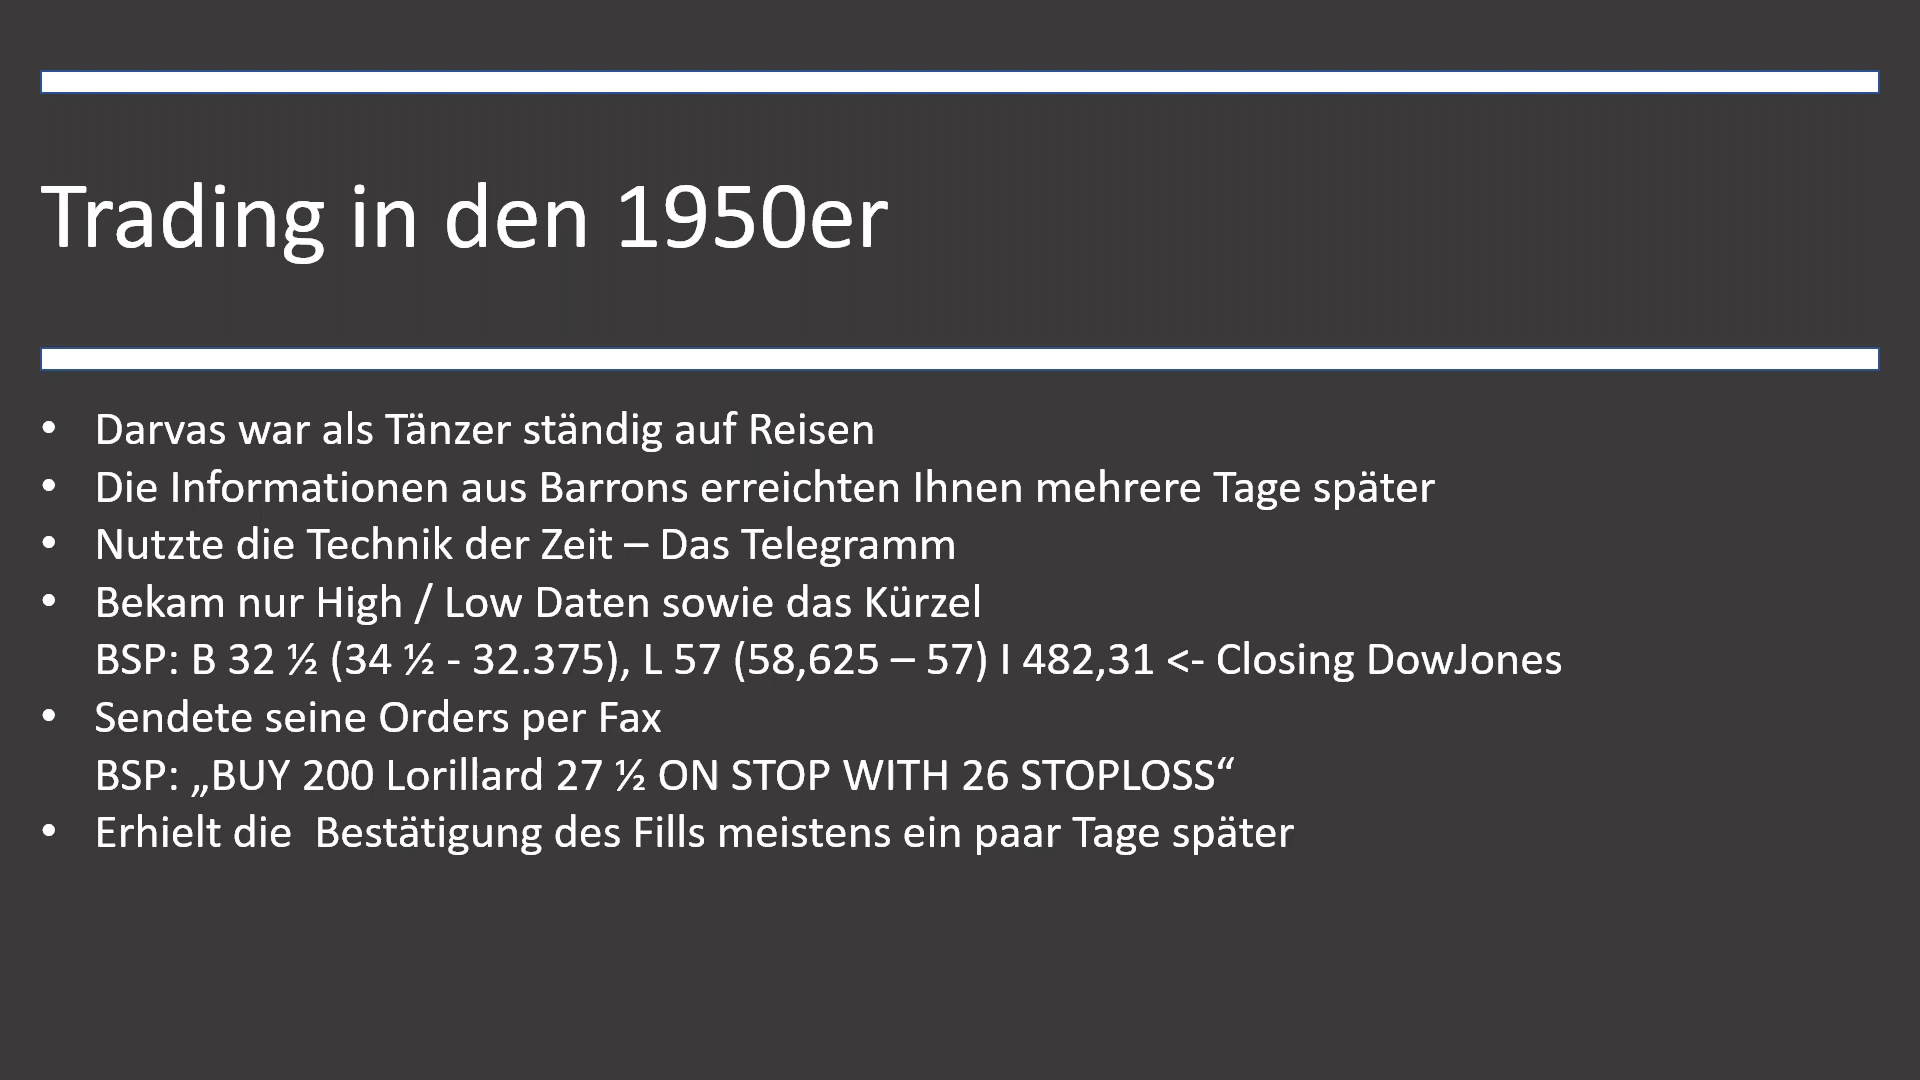 Trading in den 1950er
• Darvas war als Tänzer ständig auf Reisen
• Die Informationen aus Barrons erreichten Ihnen mehrere Tage später
• Nutzte die Technik der Zeit – Das Telegramm
• Bekam nur High / Low Daten sowie das Kürzel
BSP: B 32 ½ (34 ½ - 32.375), L 57 (58,625 – 57) I 482,31 <- Closing DowJones
• Sendete seine Orders per Fax
BSP: „BUY 200 Lorillard 27 ½ ON STOP WITH 26 STOPLOSS“
• Erhielt die  Bestätigung des Fills meistens ein paar Tage später